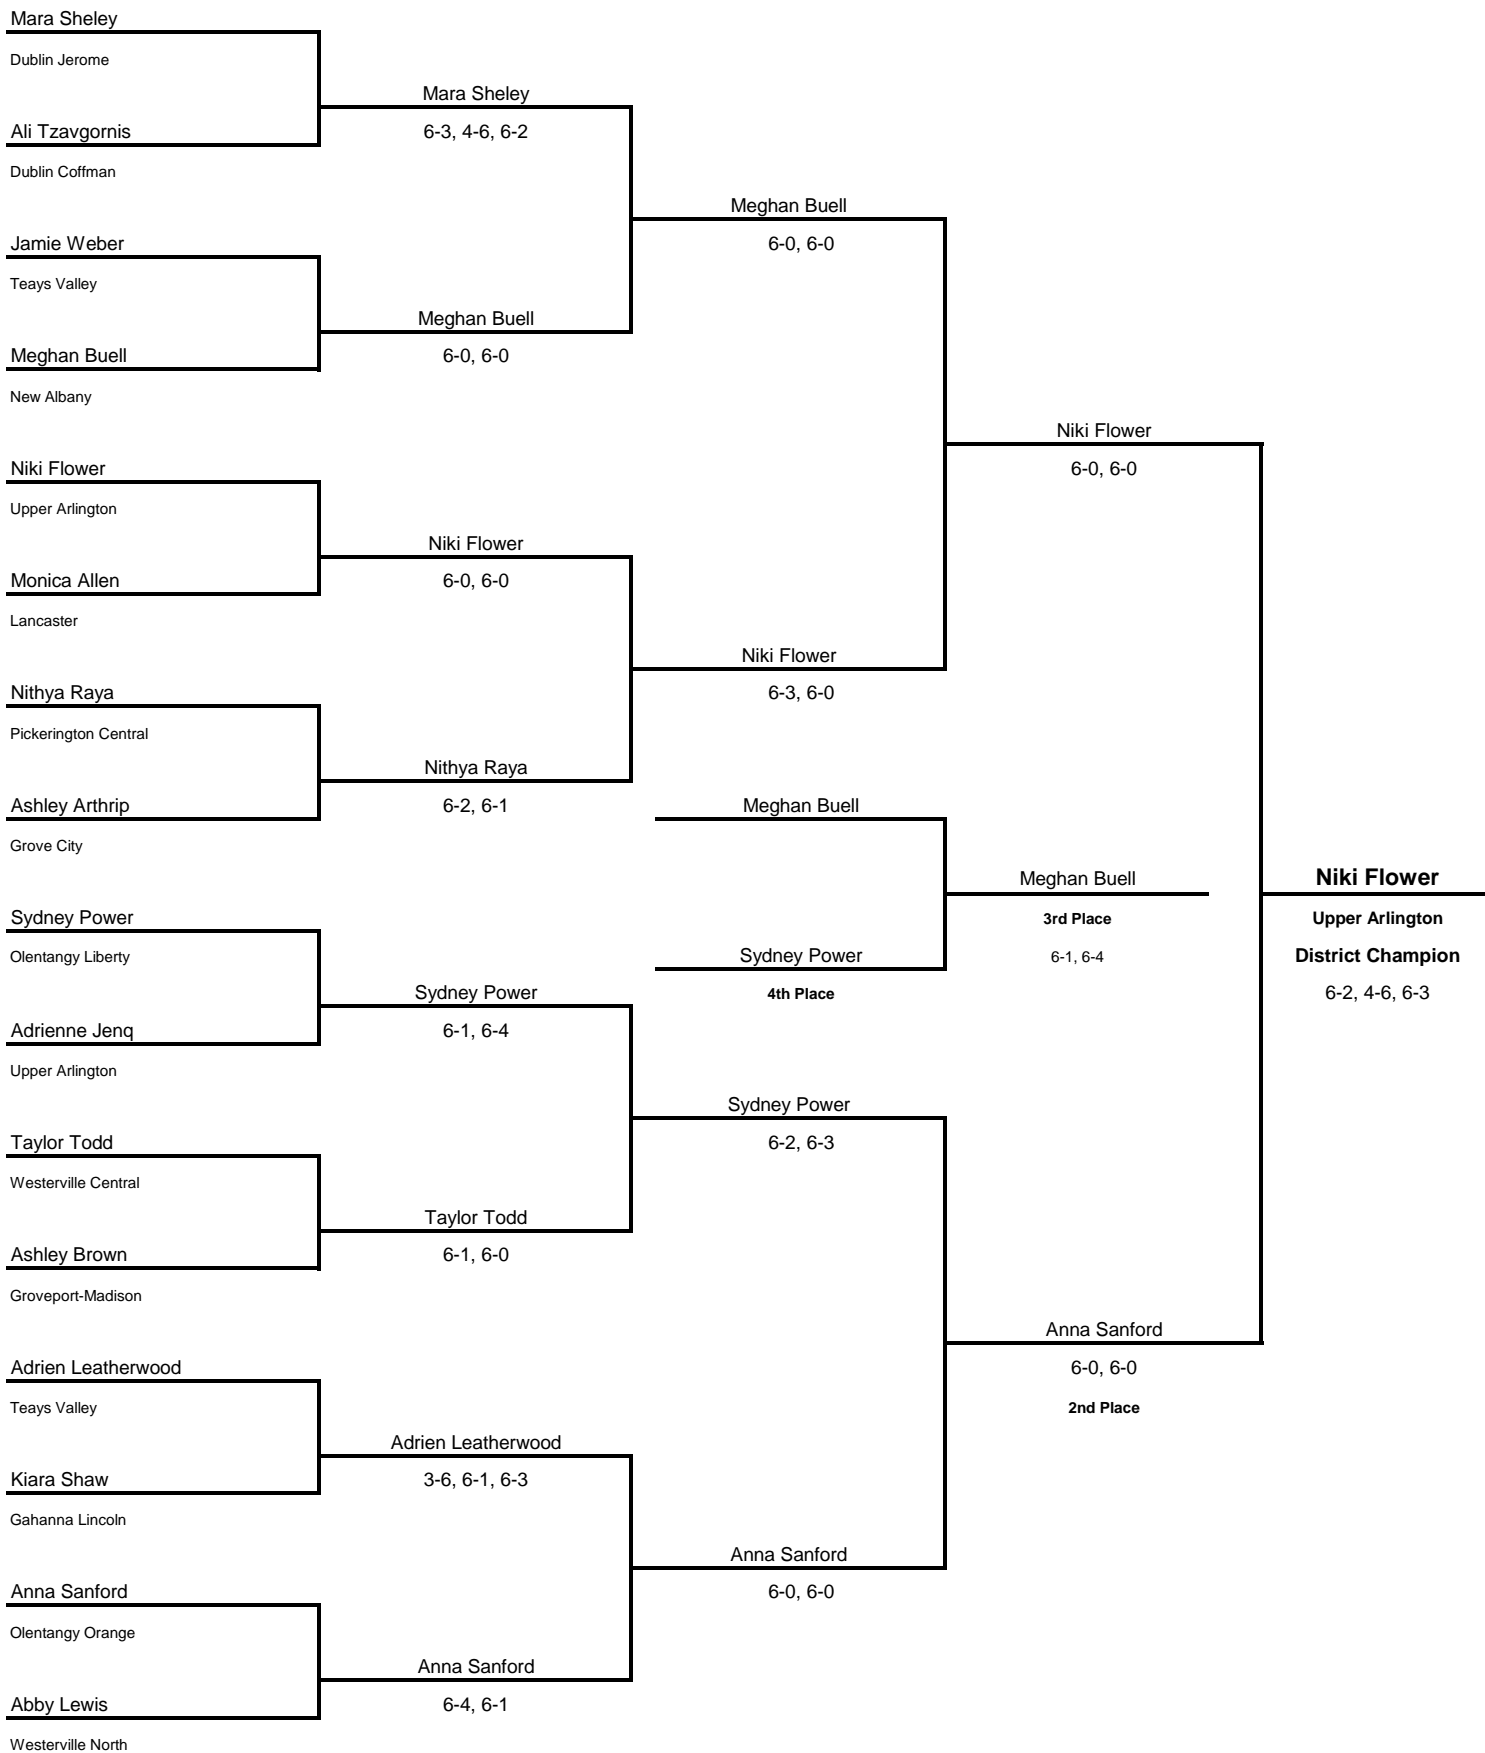 Mara Sheley
Dublin Jerome
Mara Sheley
Ali Tzavgornis
6-3, 4-6, 6-2
Dublin Coffman
Meghan Buell
Jamie Weber
6-0, 6-0
Teays Valley
Meghan Buell
Meghan Buell
6-0, 6-0
New Albany
Niki Flower
Niki Flower
6-0, 6-0
Upper Arlington
Niki Flower
Monica Allen
6-0, 6-0
Lancaster
Niki Flower
Nithya Raya
6-3, 6-0
Pickerington Central
Nithya Raya
Ashley Arthrip
6-2, 6-1
Meghan Buell
Grove City
Meghan Buell
Niki Flower
Sydney Power
3rd Place
Upper Arlington
Olentangy Liberty
Sydney Power
6-1, 6-4
District Champion
Sydney Power
4th Place
6-2, 4-6, 6-3
Adrienne Jenq
6-1, 6-4
Upper Arlington
Sydney Power
Taylor Todd
6-2, 6-3
Westerville Central
Taylor Todd
Ashley Brown
6-1, 6-0
Groveport-Madison
Anna Sanford
Adrien Leatherwood
6-0, 6-0
Teays Valley
2nd Place
Adrien Leatherwood
Kiara Shaw
3-6, 6-1, 6-3
Gahanna Lincoln
Anna Sanford
Anna Sanford
6-0, 6-0
Olentangy Orange
Anna Sanford
Abby Lewis
6-4, 6-1
Westerville North